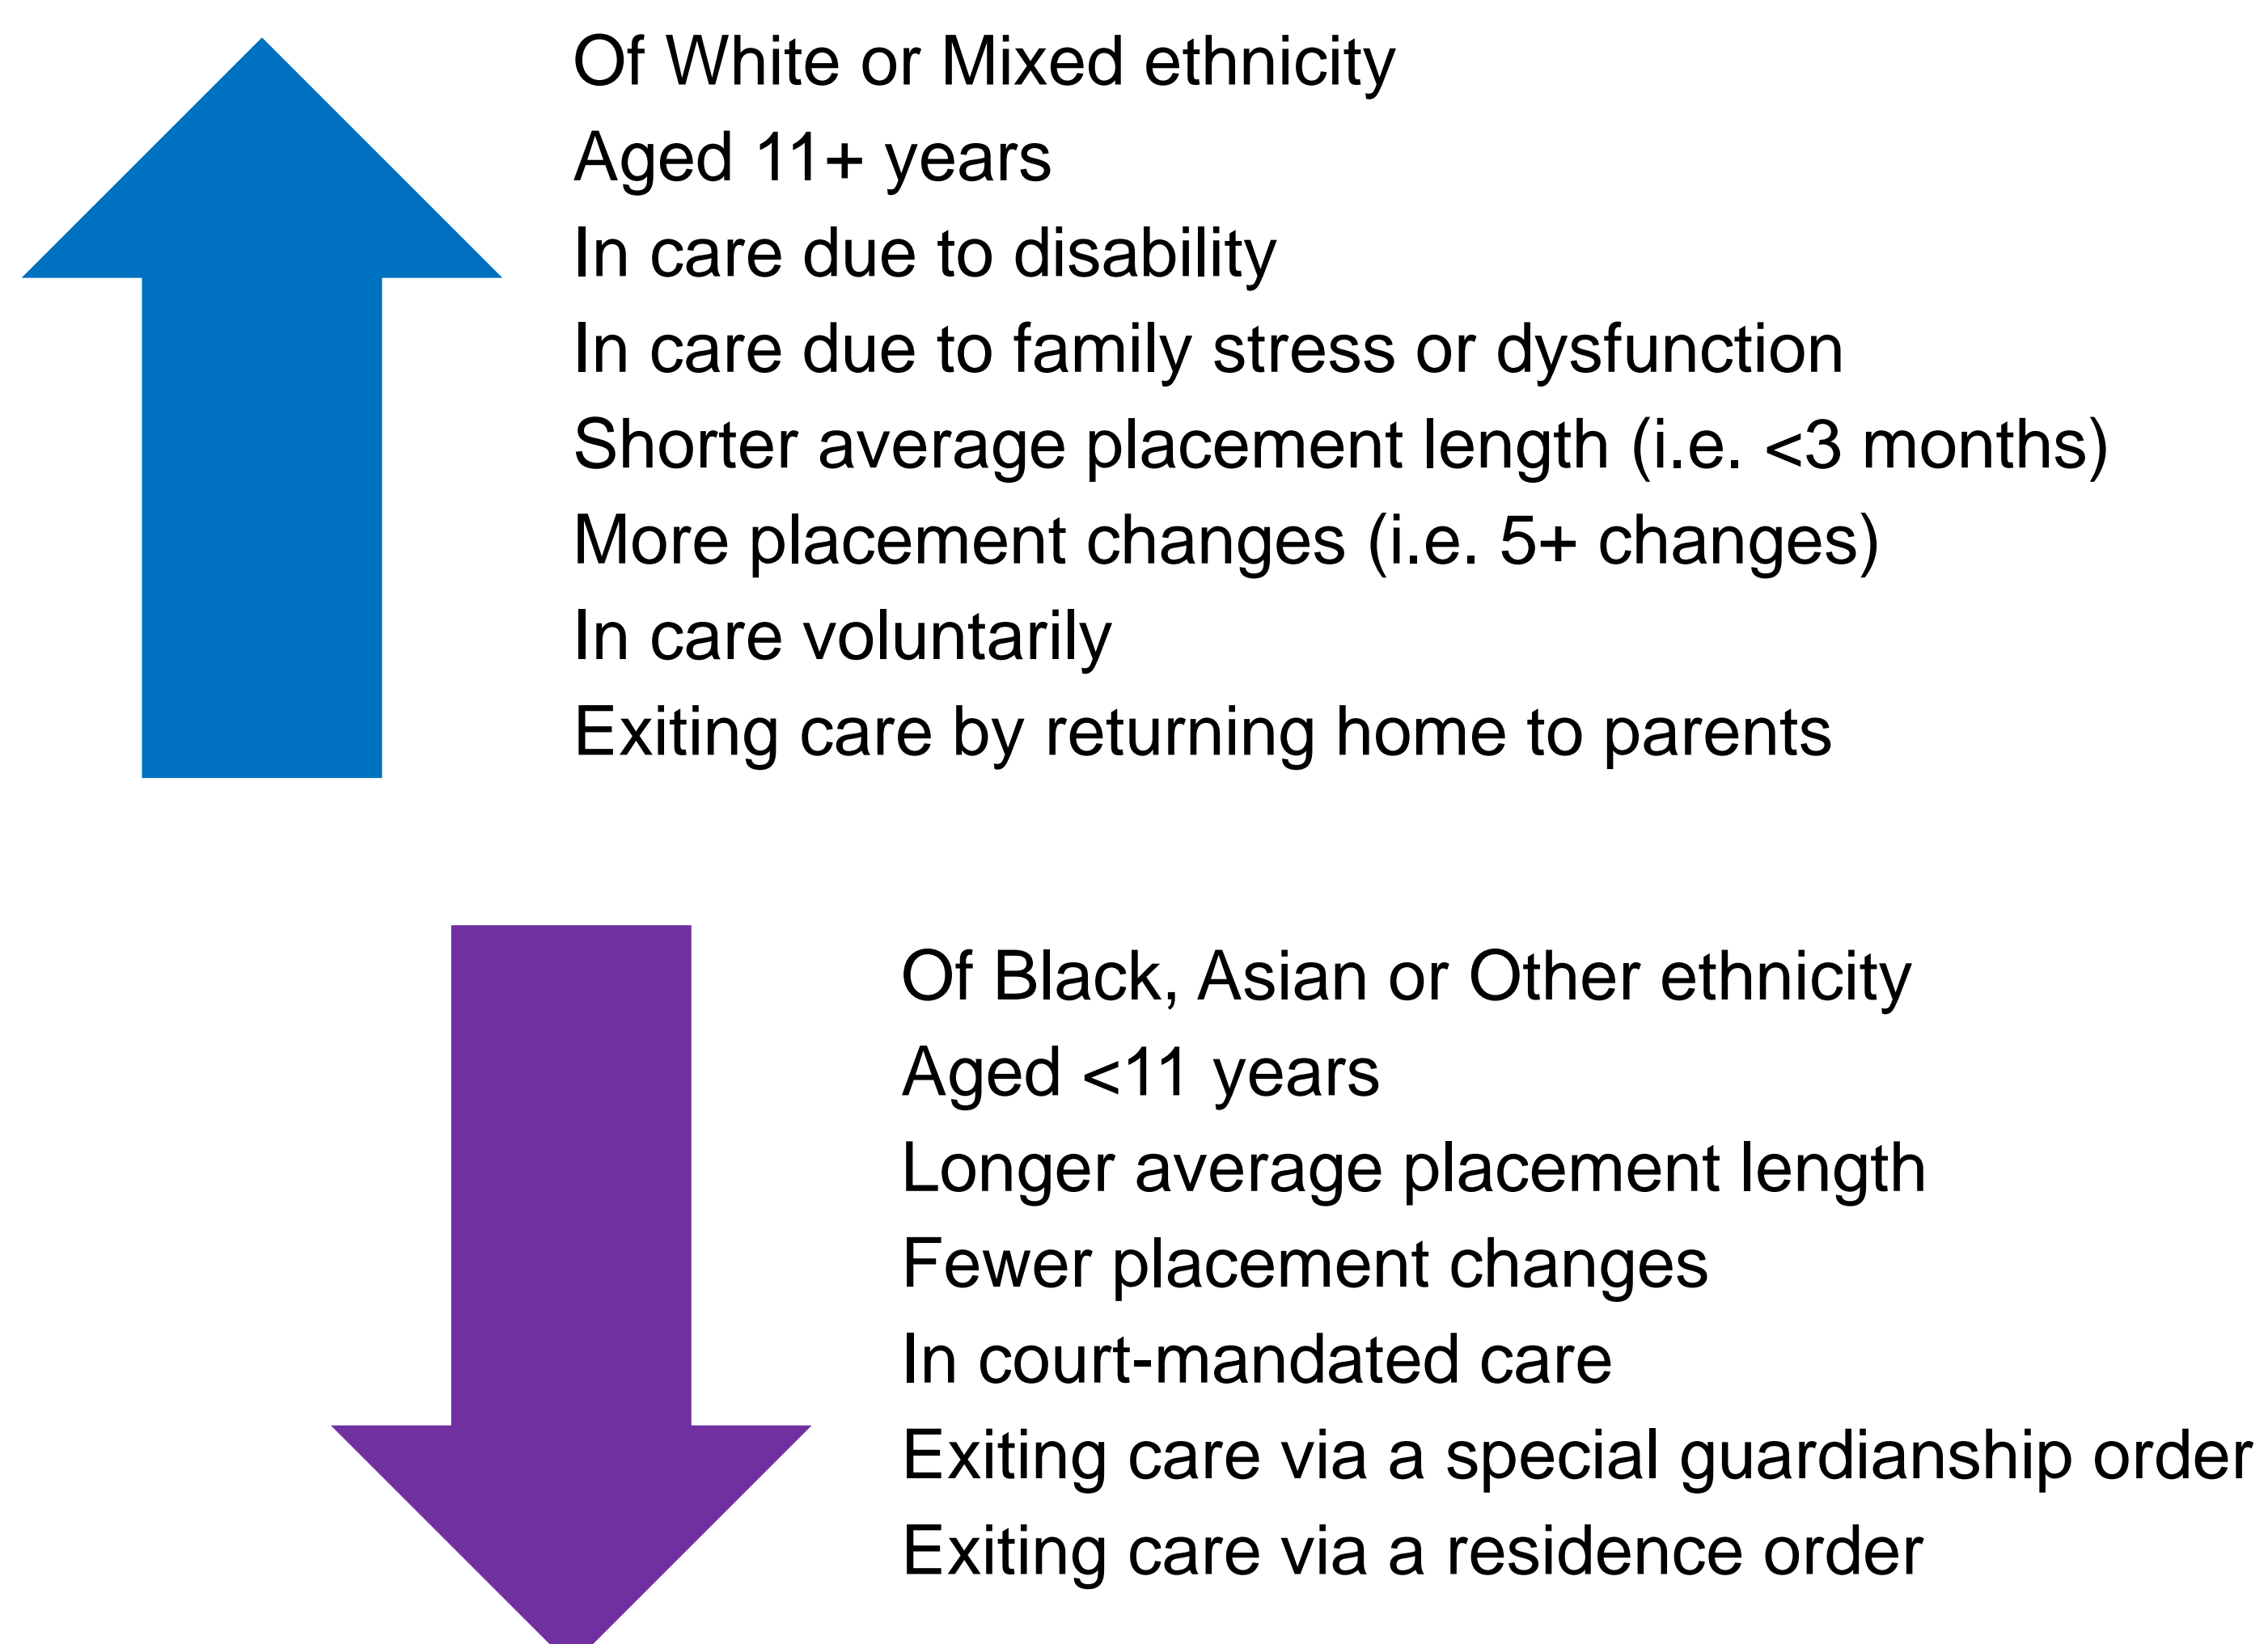 Of White or Mixed ethnicity
Aged 11+ years
In care due to disability
In care due to family stress or dysfunction
Shorter average placement length (i.e. <3 months)
More placement changes (i.e. 5+ changes)
In care voluntarily
Exiting care by returning home to parents
Of Black, Asian or Other ethnicity
Aged <11 years
Longer average placement length
Fewer placement changes
In court-mandated care
Exiting care via a special guardianship order
Exiting care via a residence order